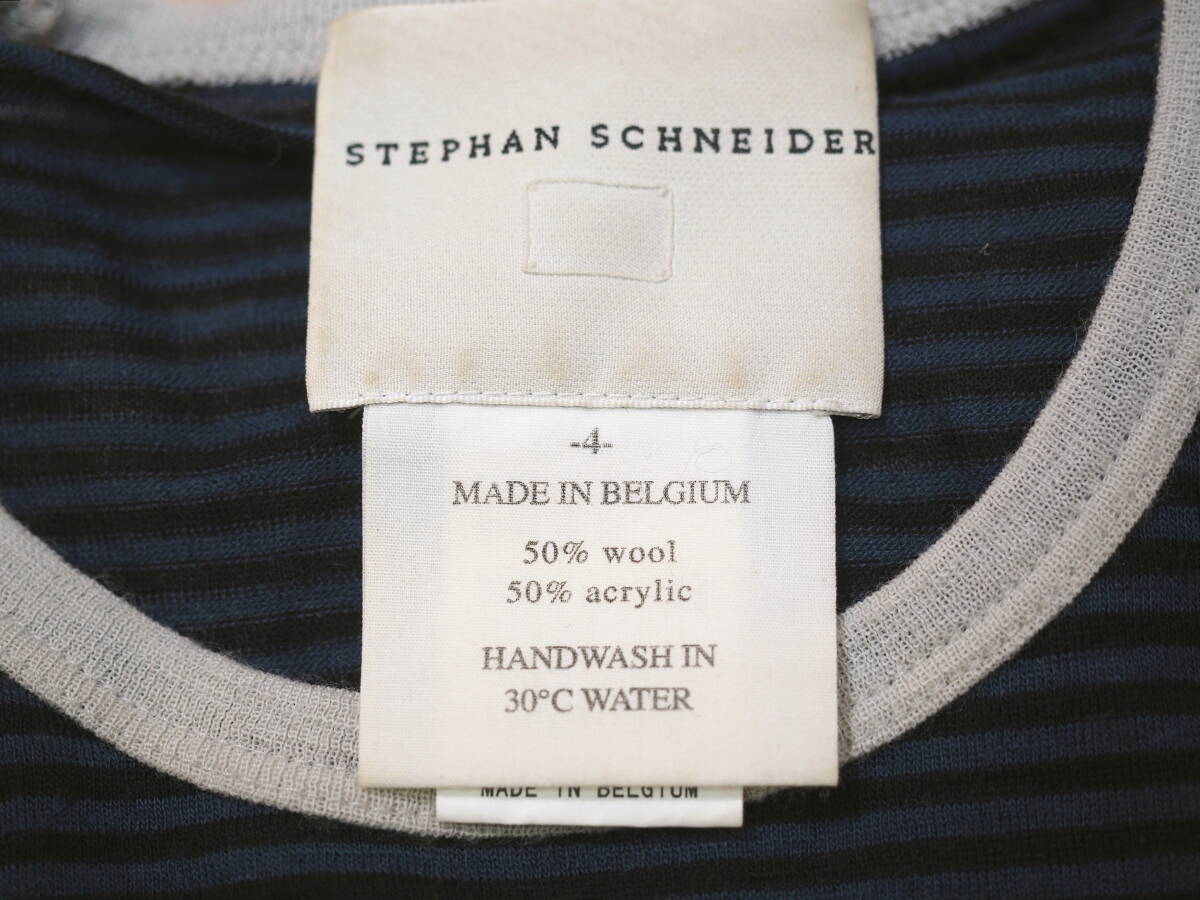 STEPHAN SCHNEIDER
-4-
MADE IN BELGIUM
50% wool
50% acrylic
HANDWASH IN
30°C WATER
MADE IN BELGIUM